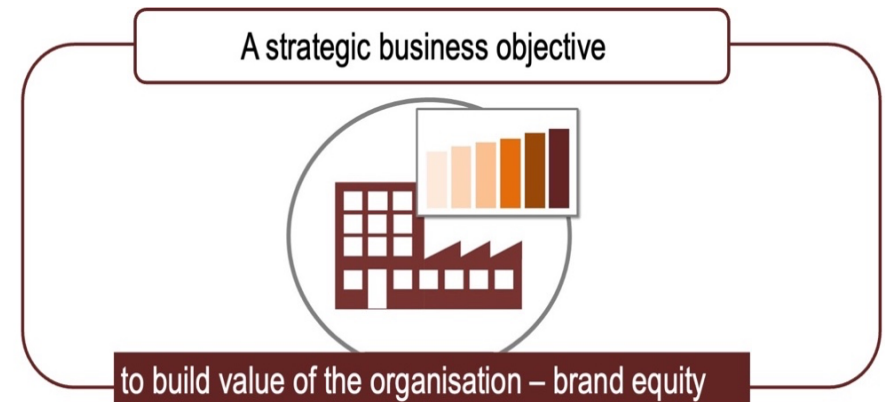 A strategic business objective
to build value of the organisation – brand equity